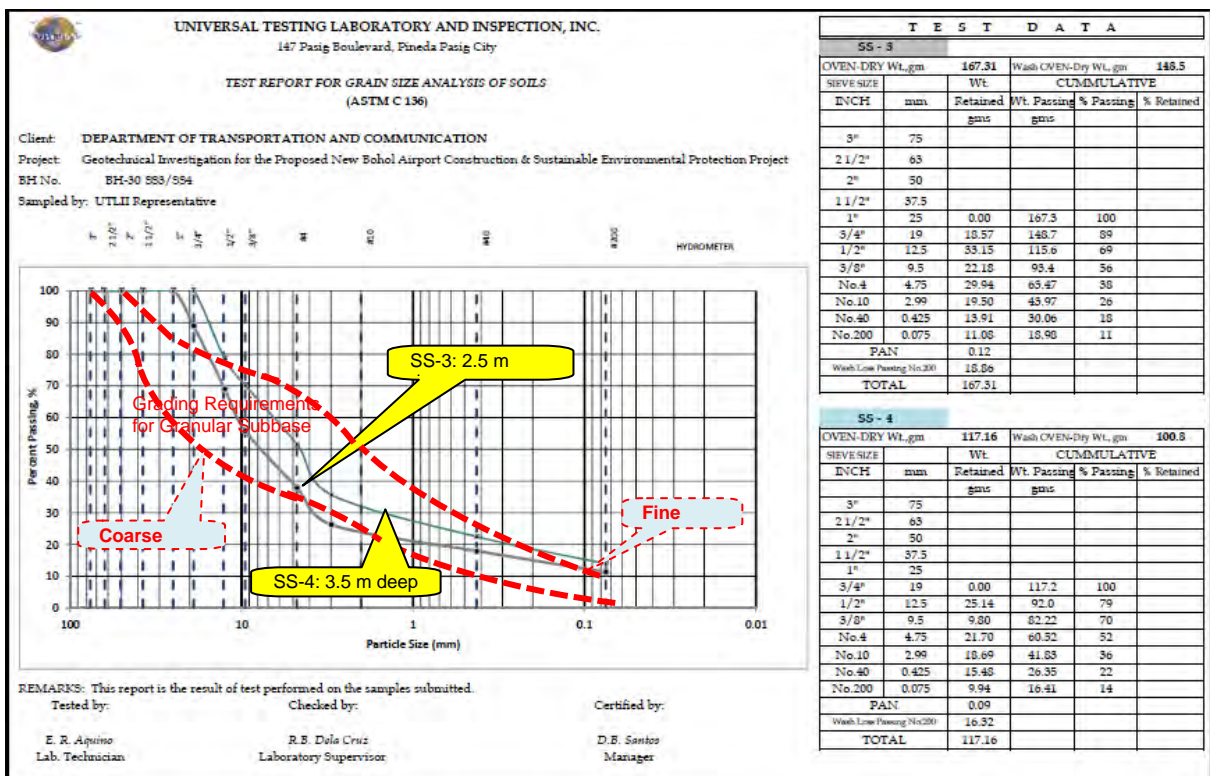 UNIVERSAL TESTING LABORATORY AND INSPECTION, INC.
147 Pasig Boulevard, Pineda Pasig City
TEST REPORT FOR GRAIN SIZE ANALYSIS OF SOILS
(ASTM C 136)
Client: DEPARTMENT OF TRANSPORTATION AND COMMUNICATION
Project: Geotechnical Investigation for the Proposed New Bohol Airport Construction & Sustainable Environmental Protection Project
BH No. BH-30 SS3/SS4
Sampled by: UTLII Representative
3" 2 1/2" 2" 1 1/2" 1" 3/4" 1/2" 3/8" #4 #10 #40 #200 HYDROMETER
100
90
80
70
60
50
40
30
20
10
0
Percent Passing, %
100 10 1 0.1 0.01
Particle Size (mm)
SS-3: 2.5 m
Grading Requirements
for Granular Subbase
Coarse
Fine
SS-4: 3.5 m deep
REMARKS: This report is the result of test performed on the samples submitted.
Tested by: Checked by: Certified by:
E. R. Aquino R.B. Dela Cruz D.B. Santos
Lab. Technician Laboratory Supervisor Manager
T E S T D A T A
SS - 3
OVEN-DRY Wt.,gm 167.31 Wash OVEN-Dry Wt., gm 148.5
SIEVE SIZE Wt. CUMMULATIVE
INCH mm Retained Wt. Passing % Passing % Retained
gms gms
3" 75
2 1/2" 63
2" 50
1 1/2" 37.5
1" 25 0.00 167.3 100
3/4" 19 18.57 148.7 89
1/2" 12.5 33.15 115.6 69
3/8" 9.5 22.18 93.4 56
No.4 4.75 29.94 63.47 38
No.10 2.99 19.50 43.97 26
No.40 0.425 13.91 30.06 18
No.200 0.075 11.08 18.98 11
PAN 0.12
Wash Loss Passing No.200 18.86
TOTAL 167.31
SS - 4
OVEN-DRY Wt.,gm 117.16 Wash OVEN-Dry Wt., gm 100.8
SIEVE SIZE Wt. CUMMULATIVE
INCH mm Retained Wt. Passing % Passing % Retained
gms gms
3" 75
2 1/2" 63
2" 50
1 1/2" 37.5
1" 25
3/4" 19 0.00 117.2 100
1/2" 12.5 25.14 92.0 79
3/8" 9.5 9.80 82.22 70
No.4 4.75 21.70 60.52 52
No.10 2.99 18.69 41.83 36
No.40 0.425 15.48 26.35 22
No.200 0.075 9.94 16.41 14
PAN 0.09
Wash Loss Passing No.200 16.32
TOTAL 117.16